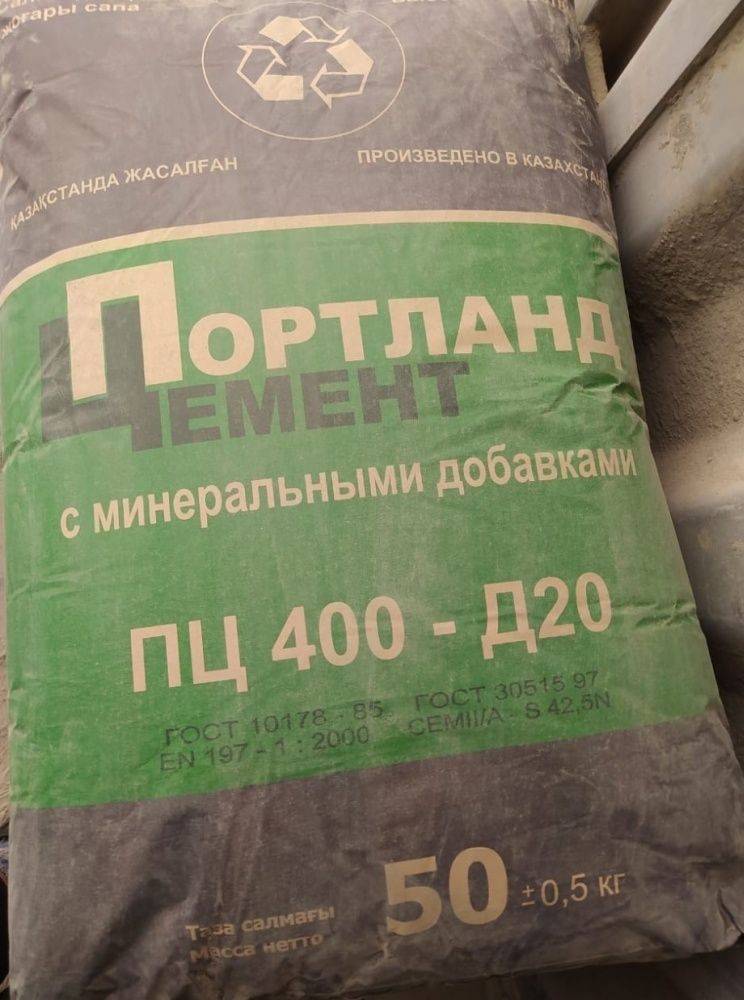 жоғары сапа
ҚАЗАҚСТАНДА ЖАСАЛҒАН
ПРОИЗВЕДЕНО В КАЗАХСТАНЕ
ПОРТЛАНД
ЦЕМЕНТ
с минеральными добавками
ПЦ 400 - Д20
ГОСТ 10178 - 85 ГОСТ 30515 97
EN 197 - 1 : 2000 CEMII/A - S 42,5N
Таза салмағы
масса нетто
50 ±0,5 кг